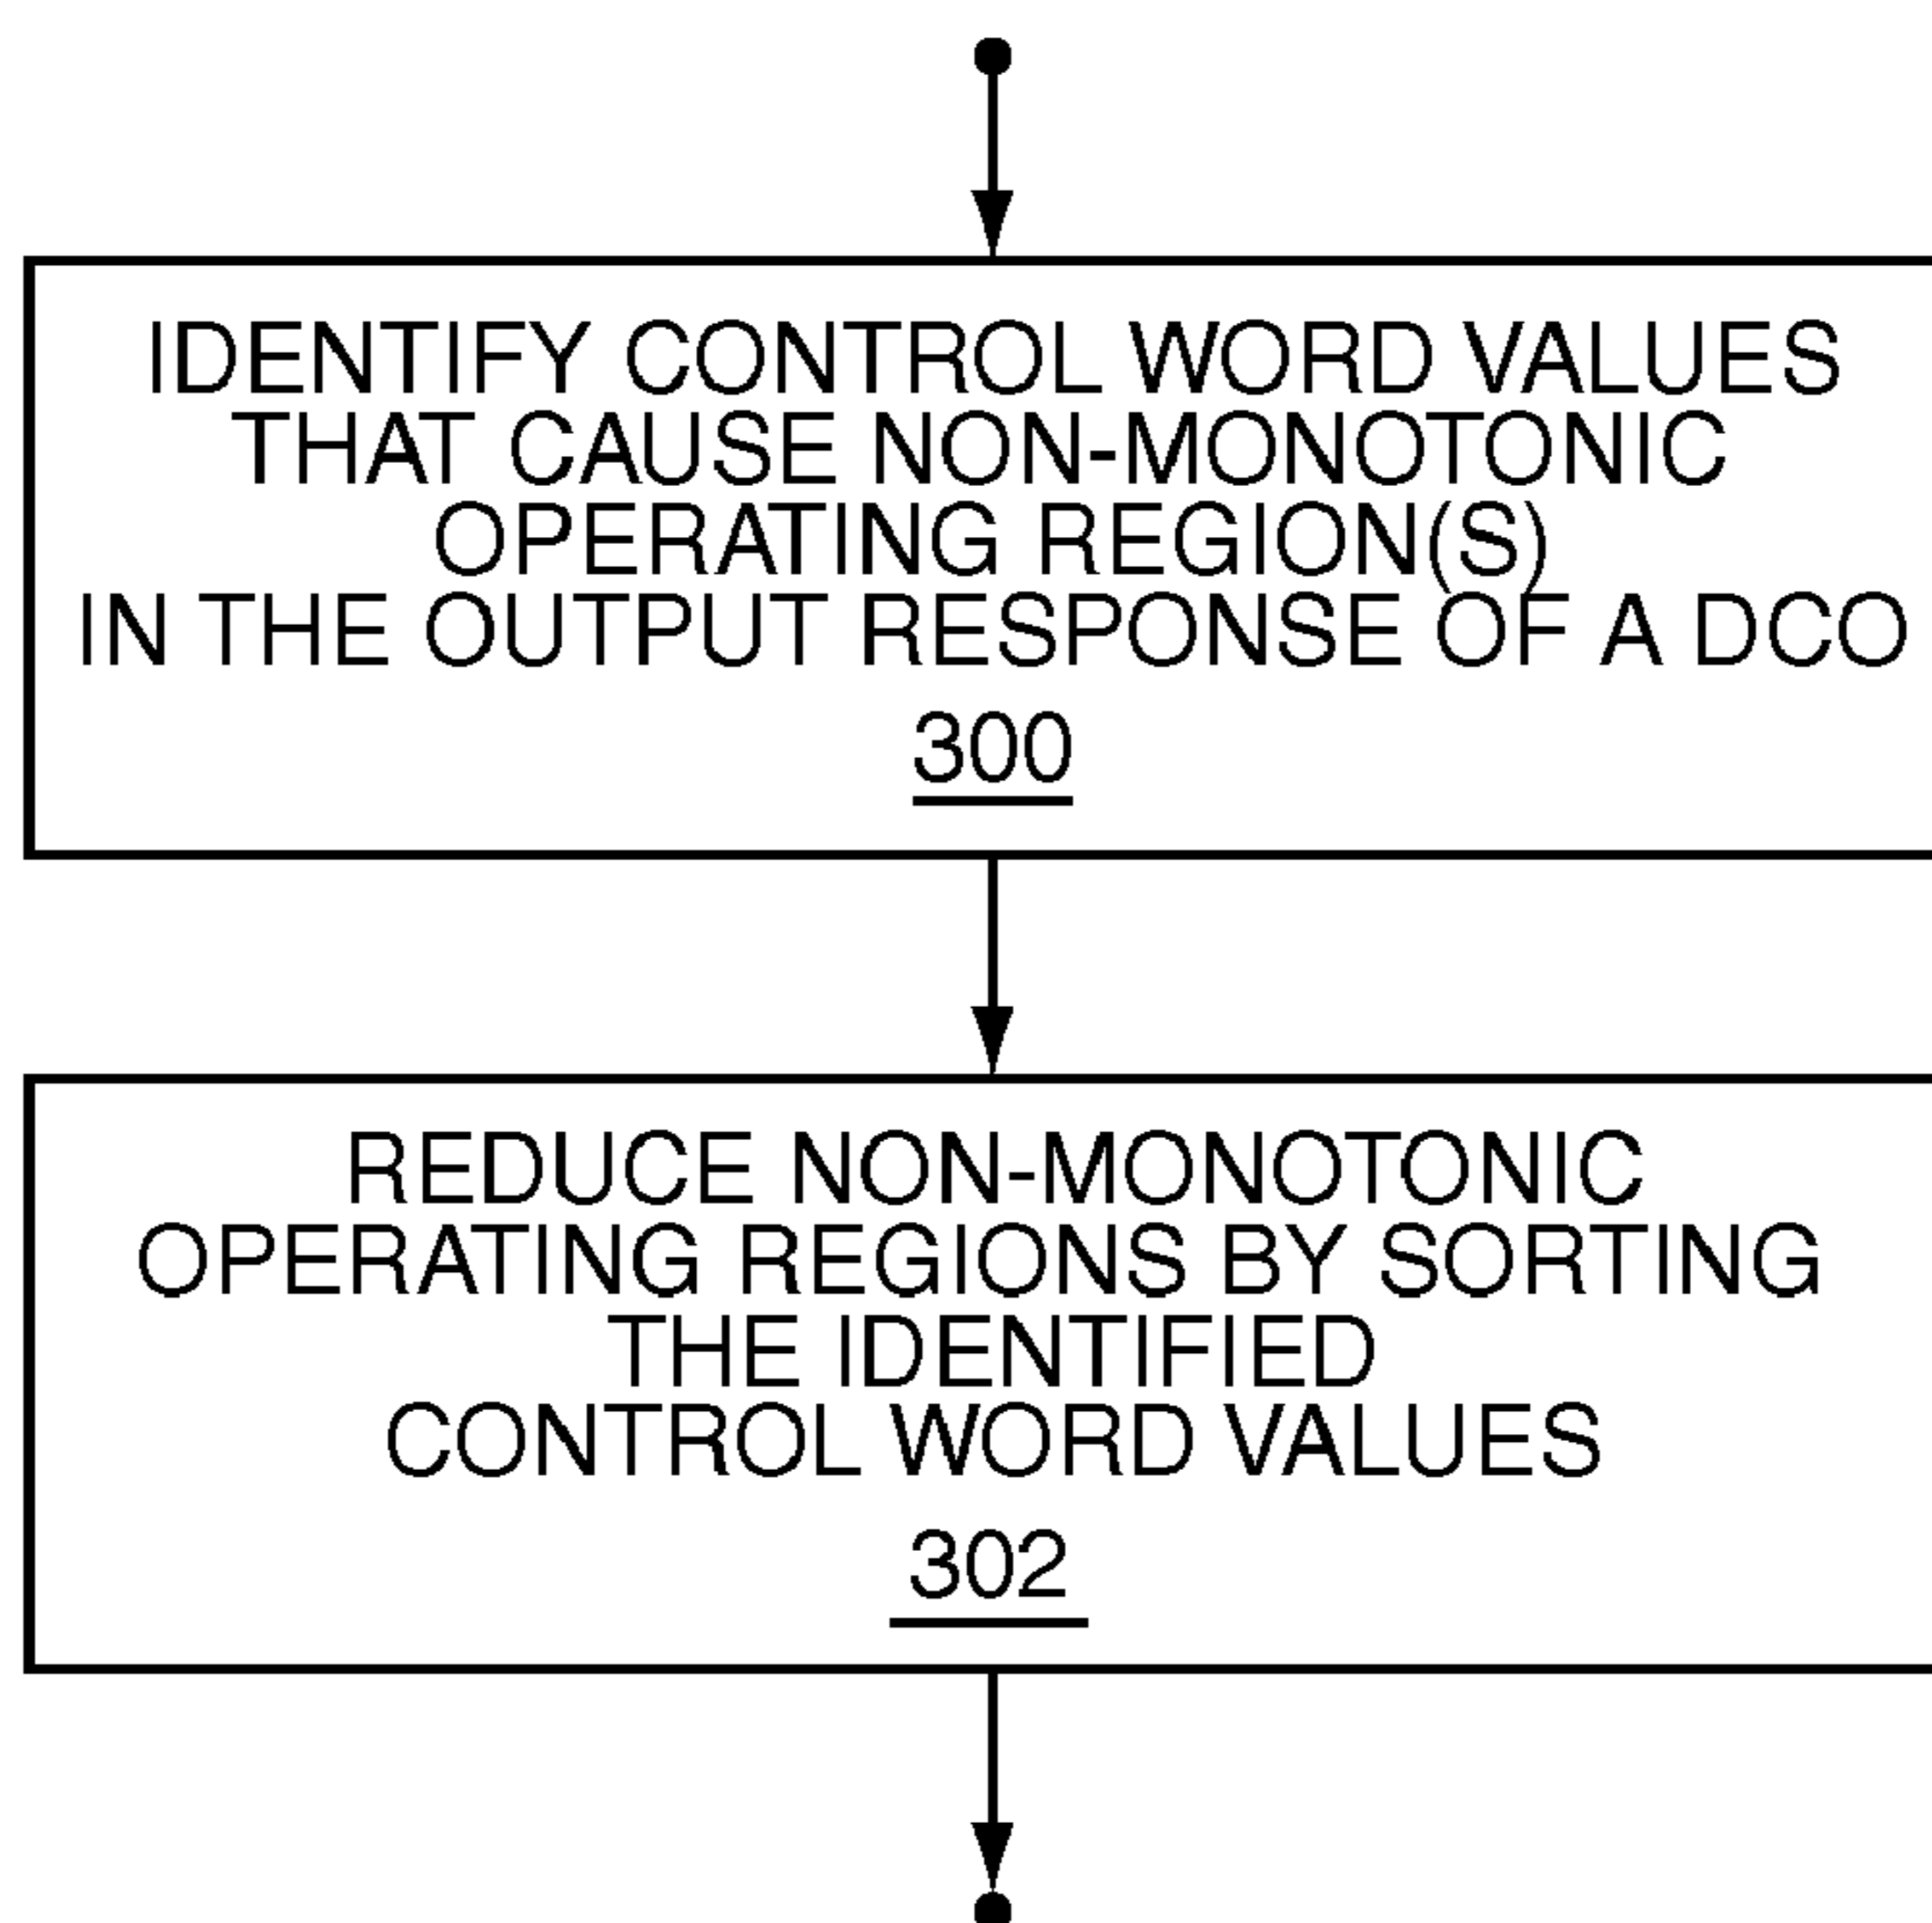 IDENTIFY CONTROL WORD VALUES
THAT CAUSE NON-MONOTONIC
OPERATING REGION(S)
IN THE OUTPUT RESPONSE OF A DCO
300
REDUCE NON-MONOTONIC
OPERATING REGIONS BY SORTING
THE IDENTIFIED
CONTROL WORD VALUES
302